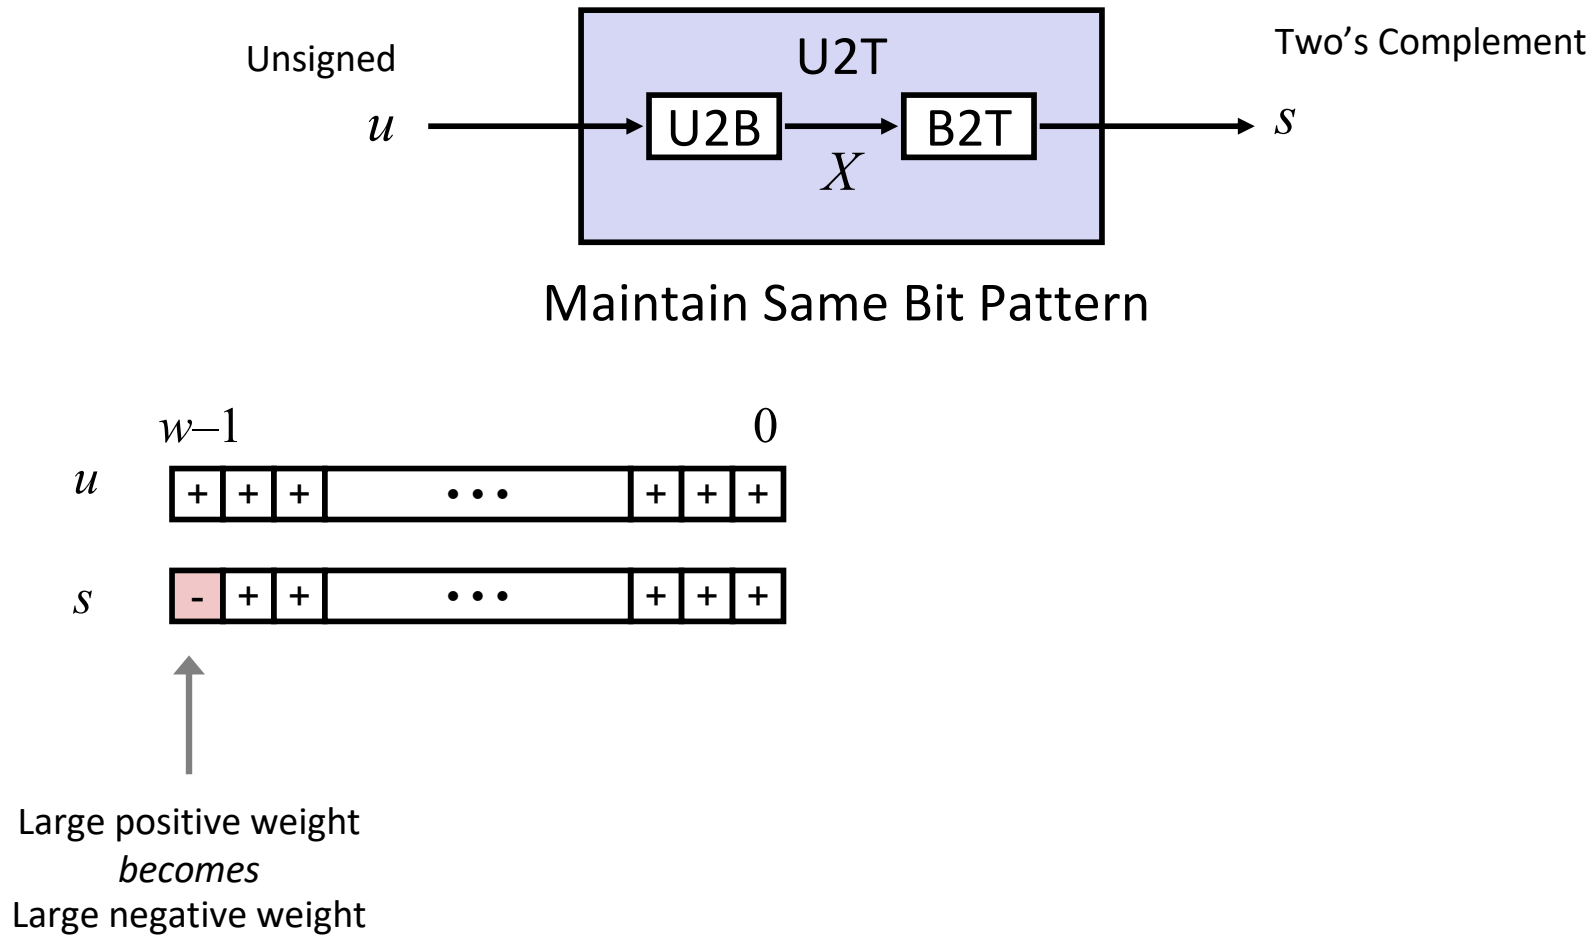 Unsigned
U2T
Two’s Complement
u
U2B
X
B2T
s
Maintain Same Bit Pattern
w–1 0
u + + + • • • + + +
s - + + • • • + + +
Large positive weight
becomes
Large negative weight